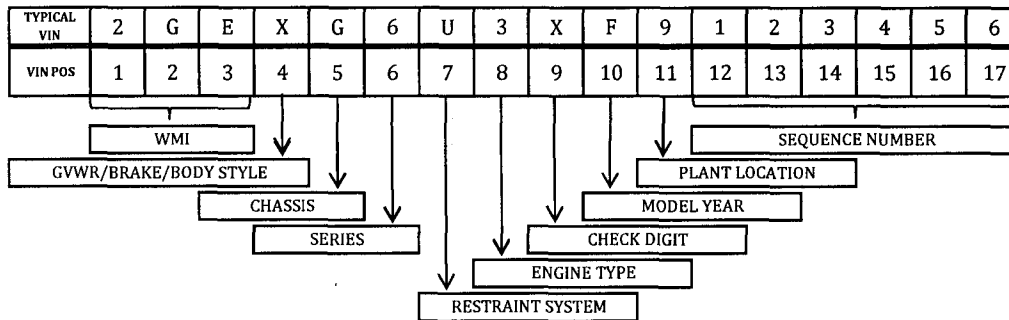 TYPICAL VIN 2 G E X G 6 U 3 X F 9 1 2 3 4 5 6
VIN POS 1 2 3 4 5 6 7 8 9 10 11 12 13 14 15 16 17
WMI SEQUENCE NUMBER
GVWR/BRAKE/BODY STYLE PLANT LOCATION
CHASSIS MODEL YEAR
SERIES CHECK DIGIT
ENGINE TYPE
RESTRAINT SYSTEM